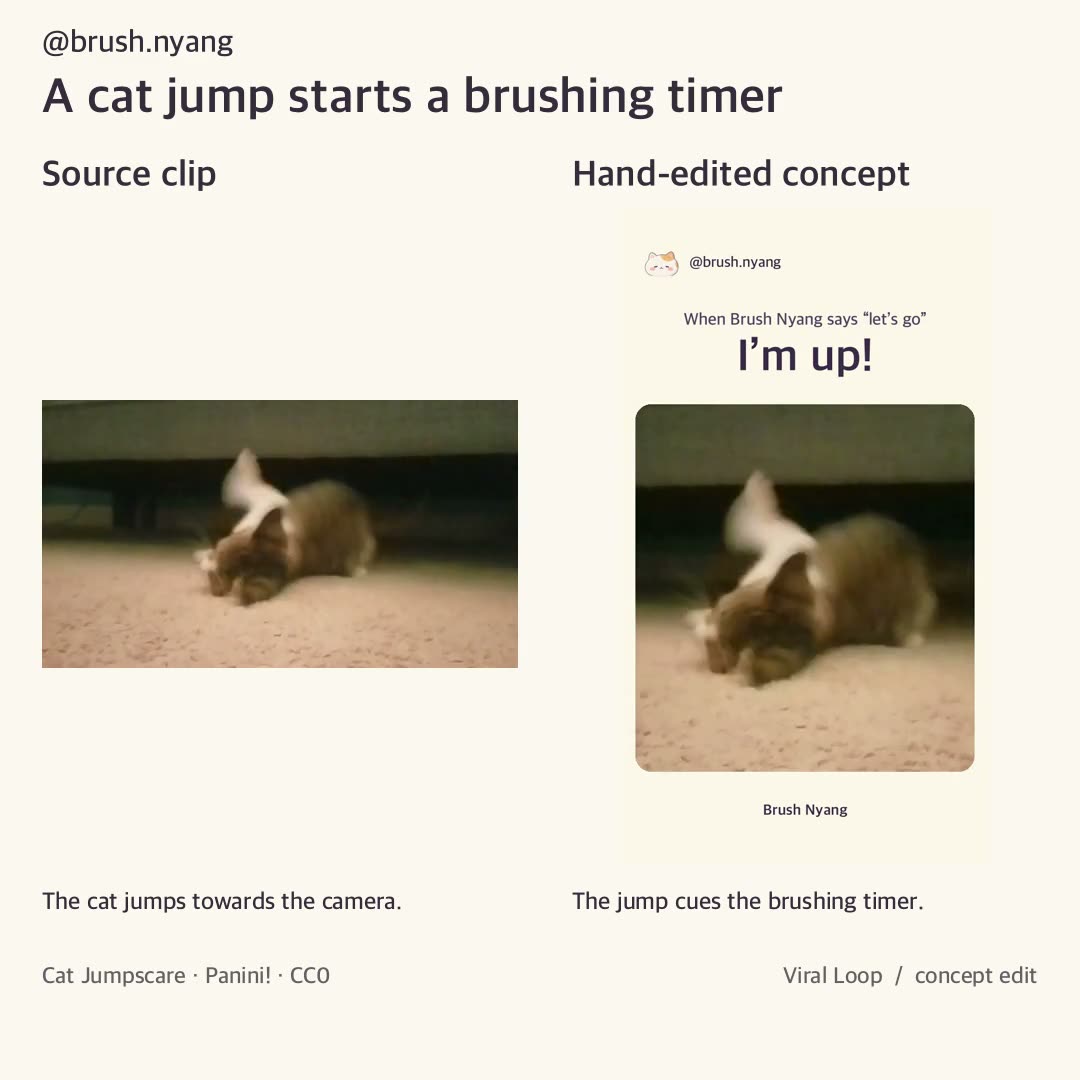 @brush.nyang
A cat jump starts a brushing timer
Source clip
Hand-edited concept
@brush.nyang
When Brush Nyang says “let’s go”
I’m up!
Brush Nyang
The cat jumps towards the camera.
The jump cues the brushing timer.
Cat Jumpscare · Panini! · CC0
Viral Loop / concept edit